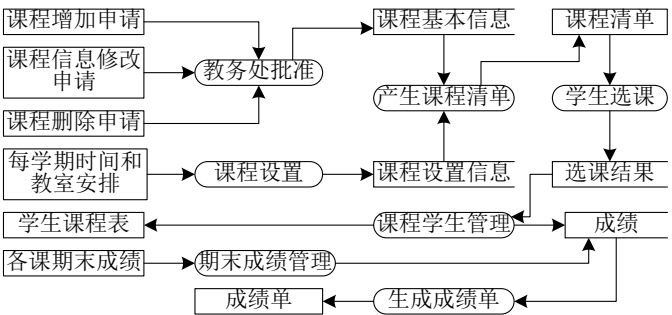 课程增加申请
课程基本信息
课程清单
课程信息修改
申请
教务处批准
产生课程清单
学生选课
课程删除申请
每学期时间和
教室安排
课程设置
课程设置信息
选课结果
学生课程表
课程学生管理
成绩
各课期末成绩
期末成绩管理
成绩单
生成成绩单